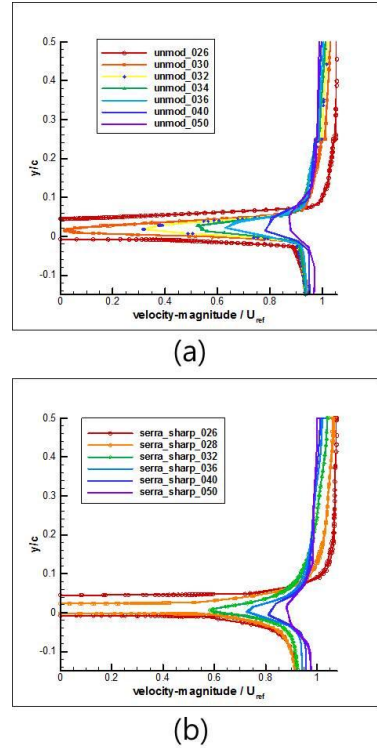 0.5
unmod_026
unmod_030
0.4
unmod_032
unmod_034
unmod_036
0.3
unmod_040
unmod_050
y/c
0.2
0.1
0
-0.1
0 0.2 0.4 0.6 0.8 1
velocity-magnitude / U_ref
(a)
0.5
serra_sharp_026
serra_sharp_028
0.4
serra_sharp_032
serra_sharp_036
serra_sharp_040
0.3
serra_sharp_050
y/c
0.2
0.1
0
-0.1
0 0.2 0.4 0.6 0.8 1
velocity-magnitude / U_ref
(b)